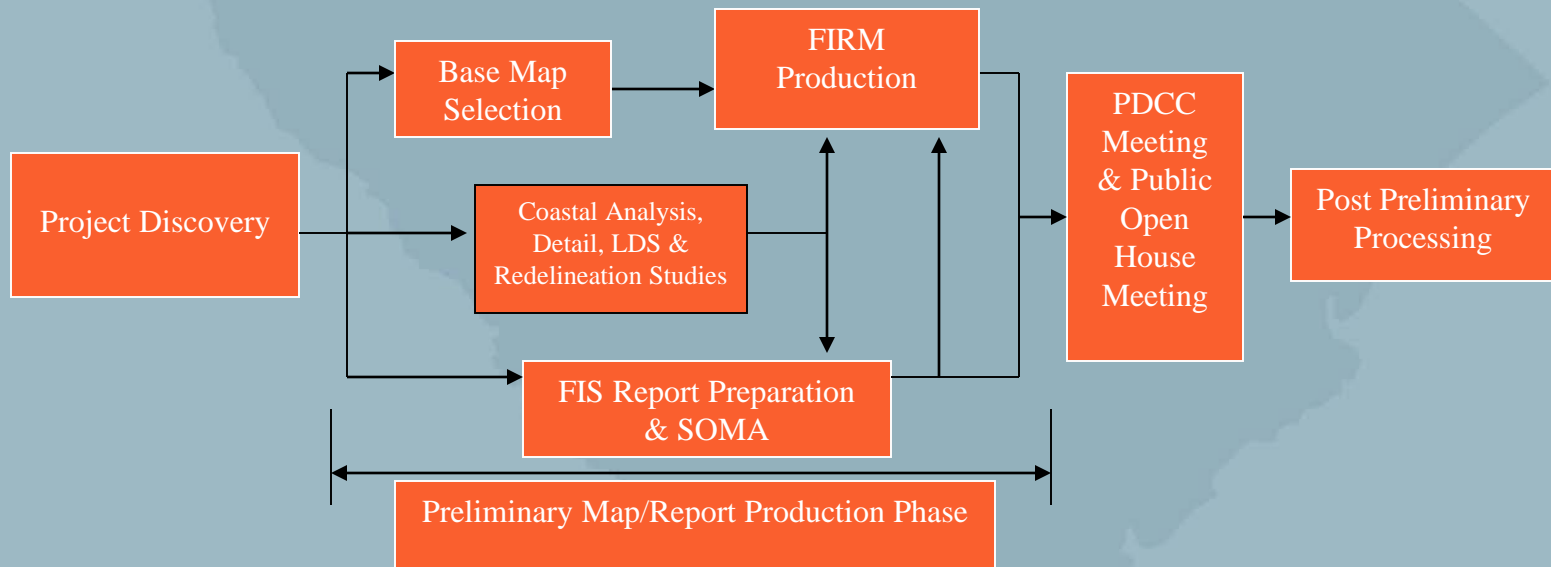 Project Discovery
Base Map
Selection
FIRM
Production
Coastal Analysis,
Detail, LDS &
Redelineation Studies
FIS Report Preparation
& SOMA
PDCC
Meeting
& Public
Open
House
Meeting
Post Preliminary
Processing
Preliminary Map/Report Production Phase